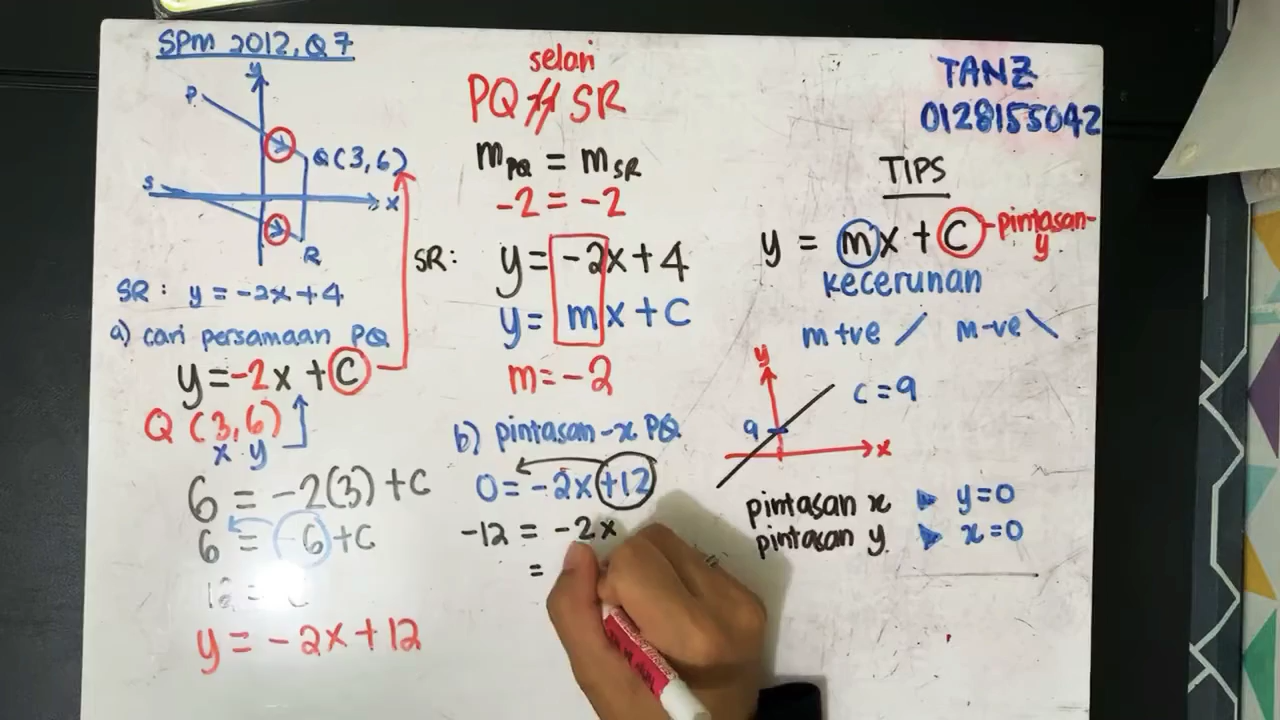 SPM 2012, Q7
y
P
Q(3,6)
S
x
R
SR: y = -2x+4
a) cari persamaan PQ
y = -2x + C
Q (3,6)
x y
6 = -2(3)+C
6 = -6+C
12 = C
y = -2x+12
selari
PQ // SR
mPQ = mSR
-2 = -2
SR: y = -2x+4
y = mx+C
m = -2
b) pintasan-x PQ
0 = -2x+12
-12 = -2x
=
TANZ
0128155042
TIPS
y = mx + C -pintasan-
y
kecerunan
m+ve / m-ve \
y
c = 9
9
x
pintasan x ▶ y=0
pintasan y. ▶ x=0